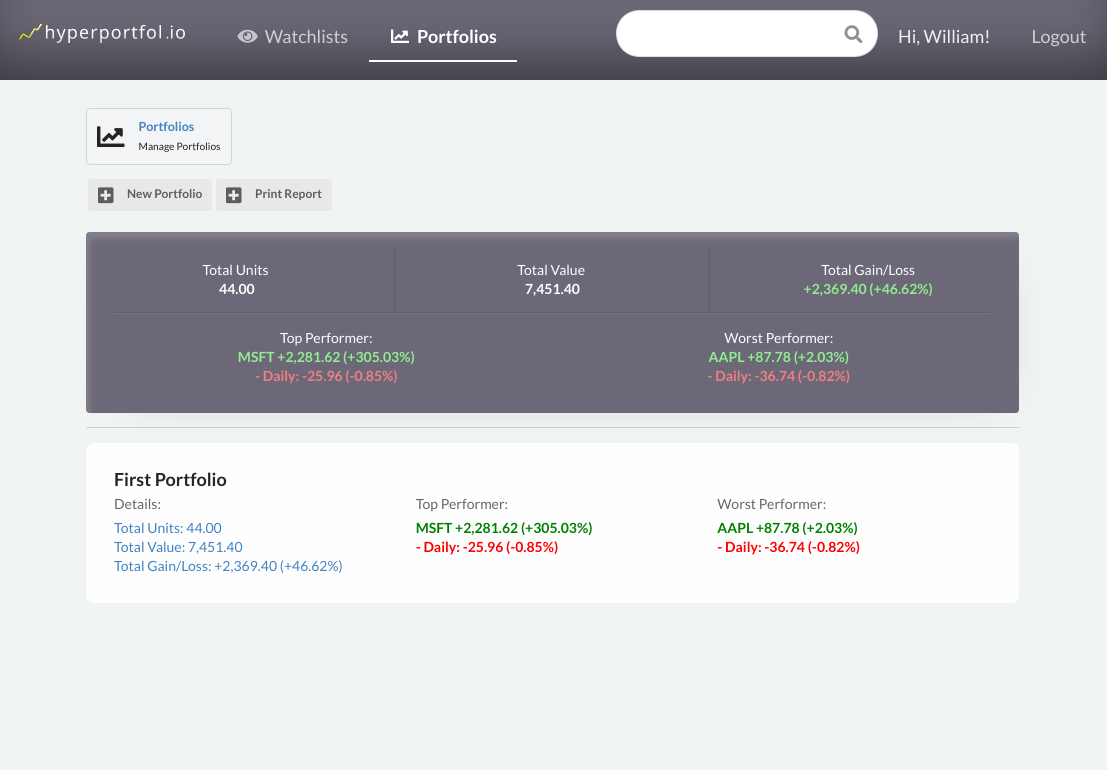 hyperportfol.io
Watchlists
Portfolios
Hi, William!
Logout
Portfolios
Manage Portfolios
New Portfolio
Print Report
Total Units
44.00
Total Value
7,451.40
Total Gain/Loss
+2,369.40 (+46.62%)
Top Performer:
MSFT +2,281.62 (+305.03%)
- Daily: -25.96 (-0.85%)
Worst Performer:
AAPL +87.78 (+2.03%)
- Daily: -36.74 (-0.82%)
First Portfolio
Details:
Total Units: 44.00
Total Value: 7,451.40
Total Gain/Loss: +2,369.40 (+46.62%)
Top Performer:
MSFT +2,281.62 (+305.03%)
- Daily: -25.96 (-0.85%)
Worst Performer:
AAPL +87.78 (+2.03%)
- Daily: -36.74 (-0.82%)